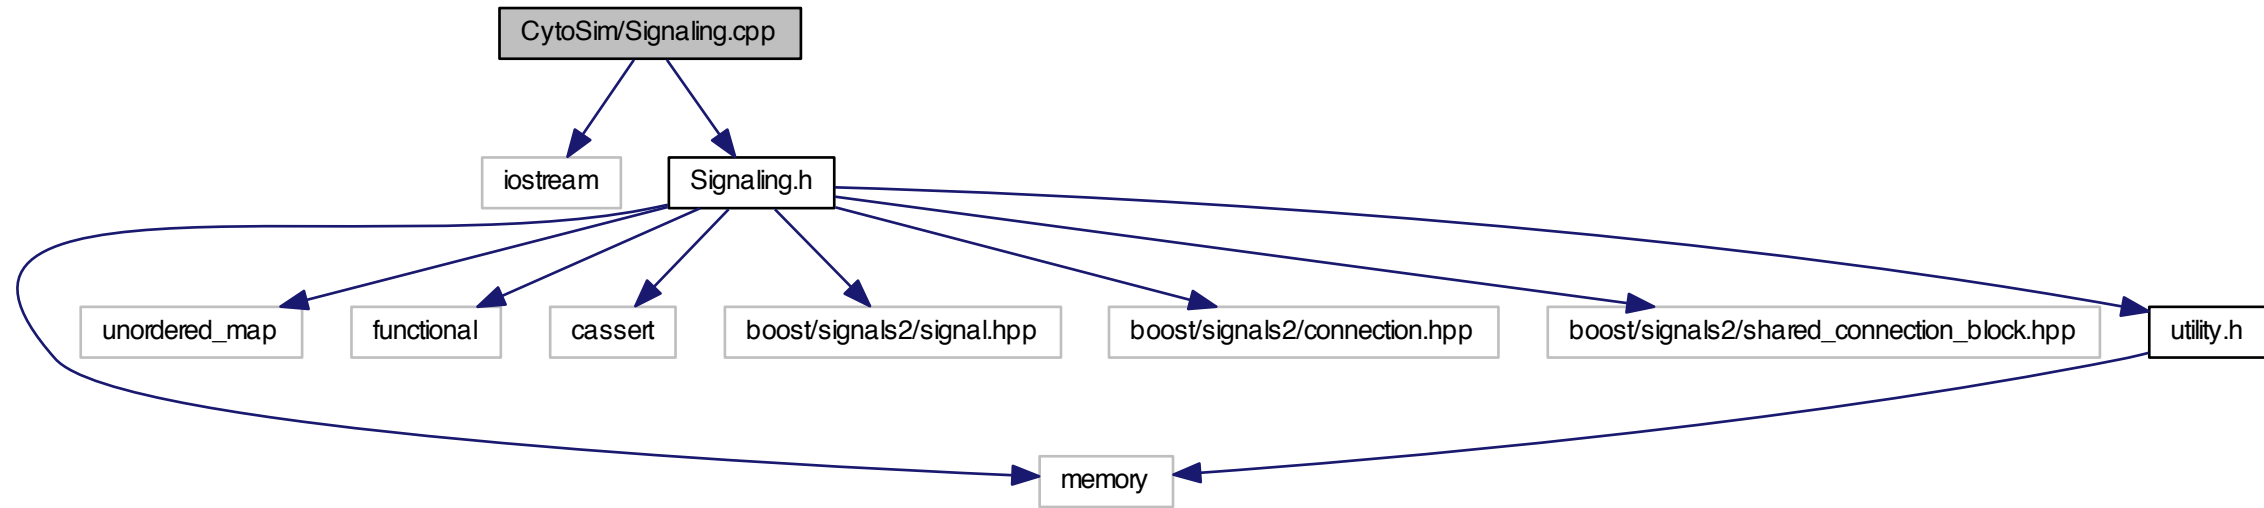 CytoSim/Signaling.cpp
iostream
Signaling.h
unordered_map
functional
cassert
boost/signals2/signal.hpp
boost/signals2/connection.hpp
boost/signals2/shared_connection_block.hpp
utility.h
memory